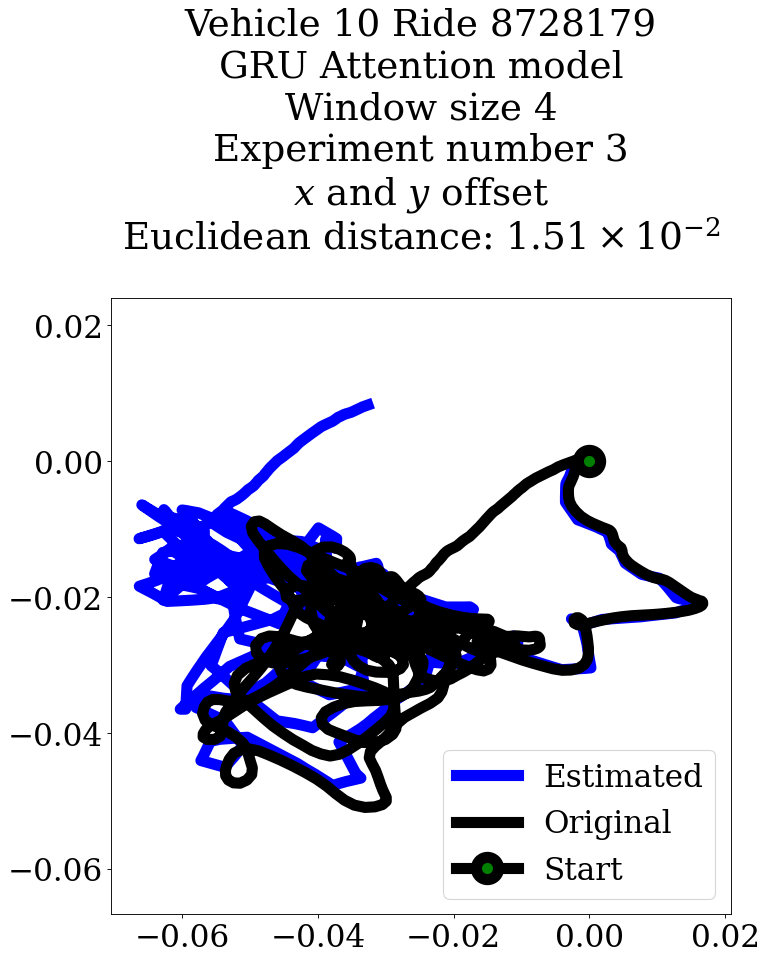 Vehicle 10 Ride 8728179
GRU Attention model
Window size 4
Experiment number 3
x and y offset
Euclidean distance: 1.51 × 10⁻²
0.02
0.00
−0.02
−0.04
−0.06
Estimated
Original
Start
−0.06 −0.04 −0.02 0.00 0.02